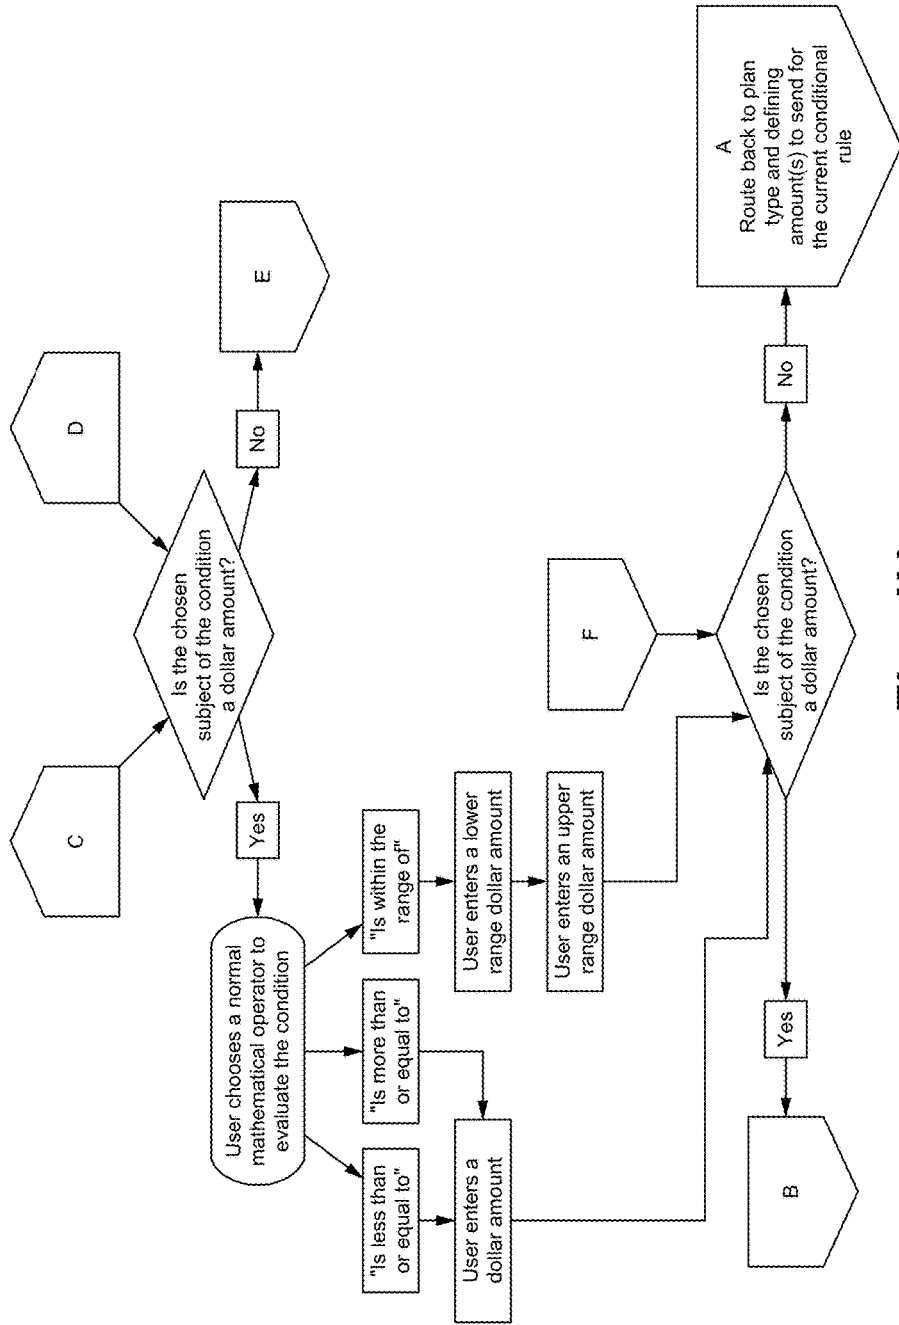 C
D
Is the chosen
subject of the condition
a dollar amount?
Yes
No
E
User chooses a normal
mathematical operator to
evaluate the condition
"Is less than
or equal to"
"Is more than
or equal to"
"Is within the
range of"
User enters a
dollar amount
User enters a lower
range dollar amount
User enters an upper
range dollar amount
F
Is the chosen
subject of the condition
a dollar amount?
Yes
B
No
A
Route back to plan
type and defining
amount(s) to send for
the current conditional
rule